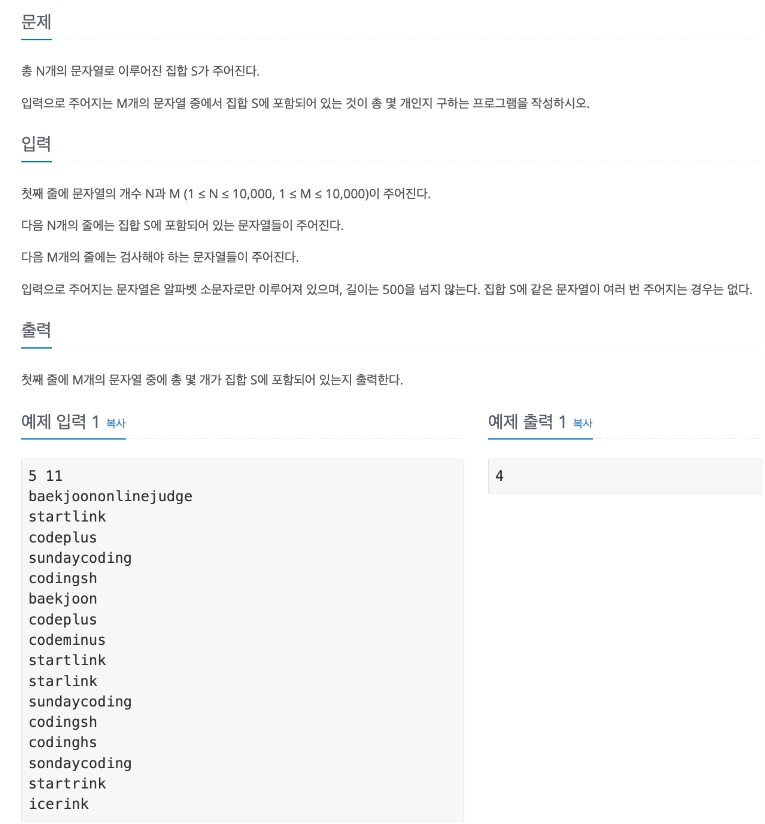 문제
총 N개의 문자열로 이루어진 집합 S가 주어진다.
입력으로 주어지는 M개의 문자열 중에서 집합 S에 포함되어 있는 것이 총 몇 개인지 구하는 프로그램을 작성하시오.
입력
첫째 줄에 문자열의 개수 N과 M (1 ≤ N ≤ 10,000, 1 ≤ M ≤ 10,000)이 주어진다.
다음 N개의 줄에는 집합 S에 포함되어 있는 문자열들이 주어진다.
다음 M개의 줄에는 검사해야 하는 문자열들이 주어진다.
입력으로 주어지는 문자열은 알파벳 소문자로만 이루어져 있으며, 길이는 500을 넘지 않는다. 집합 S에 같은 문자열이 여러 번 주어지는 경우는 없다.
출력
첫째 줄에 M개의 문자열 중에 총 몇 개가 집합 S에 포함되어 있는지 출력한다.
예제 입력 1 복사
5 11
baekjoononlinejudge
startlink
codeplus
sundaycoding
codingsh
baekjoon
codeplus
codeminus
startlink
starlink
sundaycoding
codingsh
codinghs
sondaycoding
startrink
icerink
예제 출력 1 복사
4